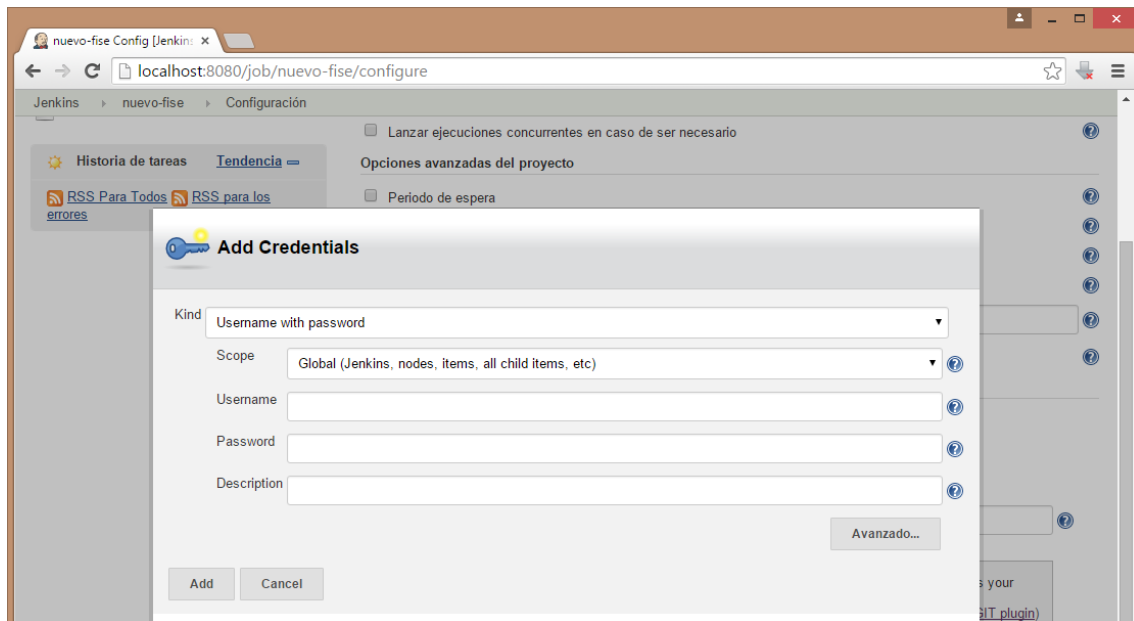 nuevo-fise Config [Jenkins
localhost:8080/job/nuevo-fise/configure
Jenkins nuevo-fise Configuración
Lanzar ejecuciones concurrentes en caso de ser necesario
Historia de tareas Tendencia
Opciones avanzadas del proyecto
RSS Para Todos RSS para los
errores
Periodo de espera
Add Credentials
Kind Username with password
Scope Global (Jenkins, nodes, items, all child items, etc)
Username
Password
Description
Avanzado...
Add Cancel
your
GIT plugin)